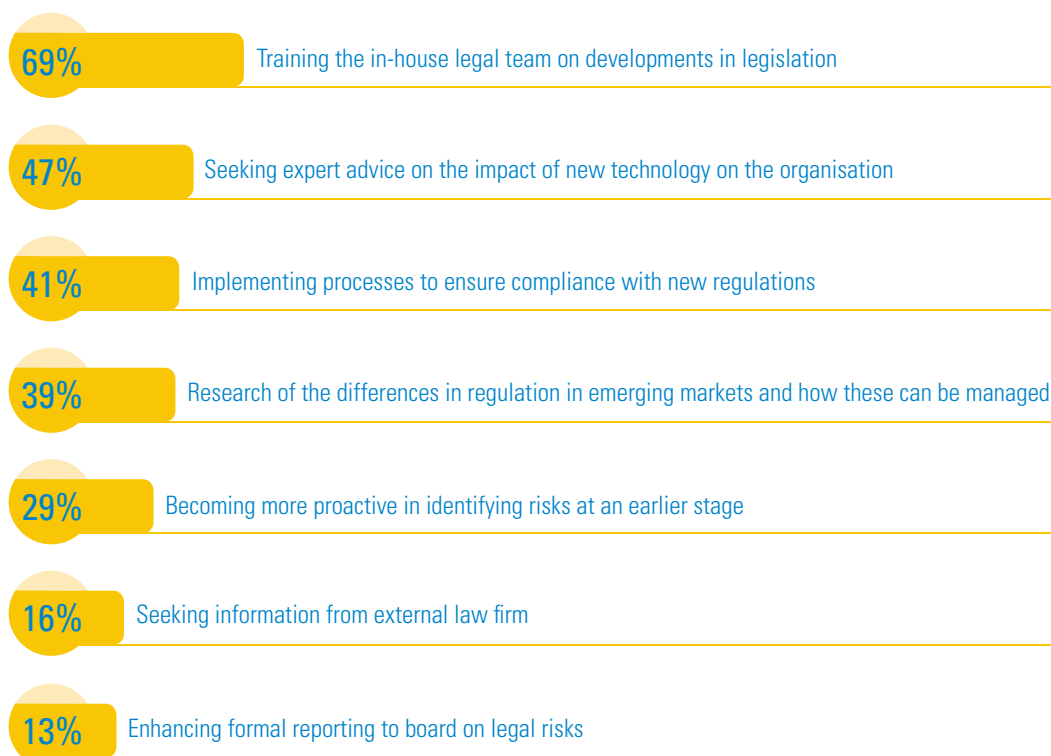 69% Training the in-house legal team on developments in legislation
47% Seeking expert advice on the impact of new technology on the organisation
41% Implementing processes to ensure compliance with new regulations
39% Research of the differences in regulation in emerging markets and how these can be managed
29% Becoming more proactive in identifying risks at an earlier stage
16% Seeking information from external law firm
13% Enhancing formal reporting to board on legal risks